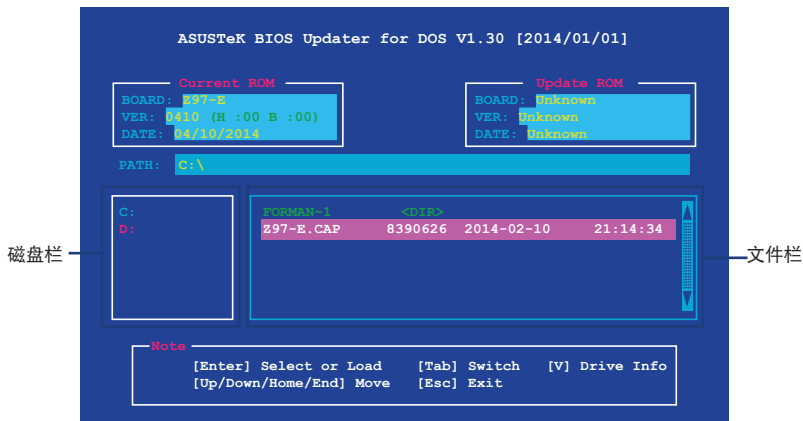 ASUSTeK BIOS Updater for DOS V1.30 [2014/01/01]
Current ROM
BOARD: Z97-E
VER: 0410 (H :00 B :00)
DATE: 04/10/2014
Update ROM
BOARD: Unknown
VER: Unknown
DATE: Unknown
PATH: C:\
C:
D:
FORMAN~1 <DIR>
Z97-E.CAP 8390626 2014-02-10 21:14:34
磁盘栏
文件栏
Note
[Enter] Select or Load [Tab] Switch [V] Drive Info
[Up/Down/Home/End] Move [Esc] Exit